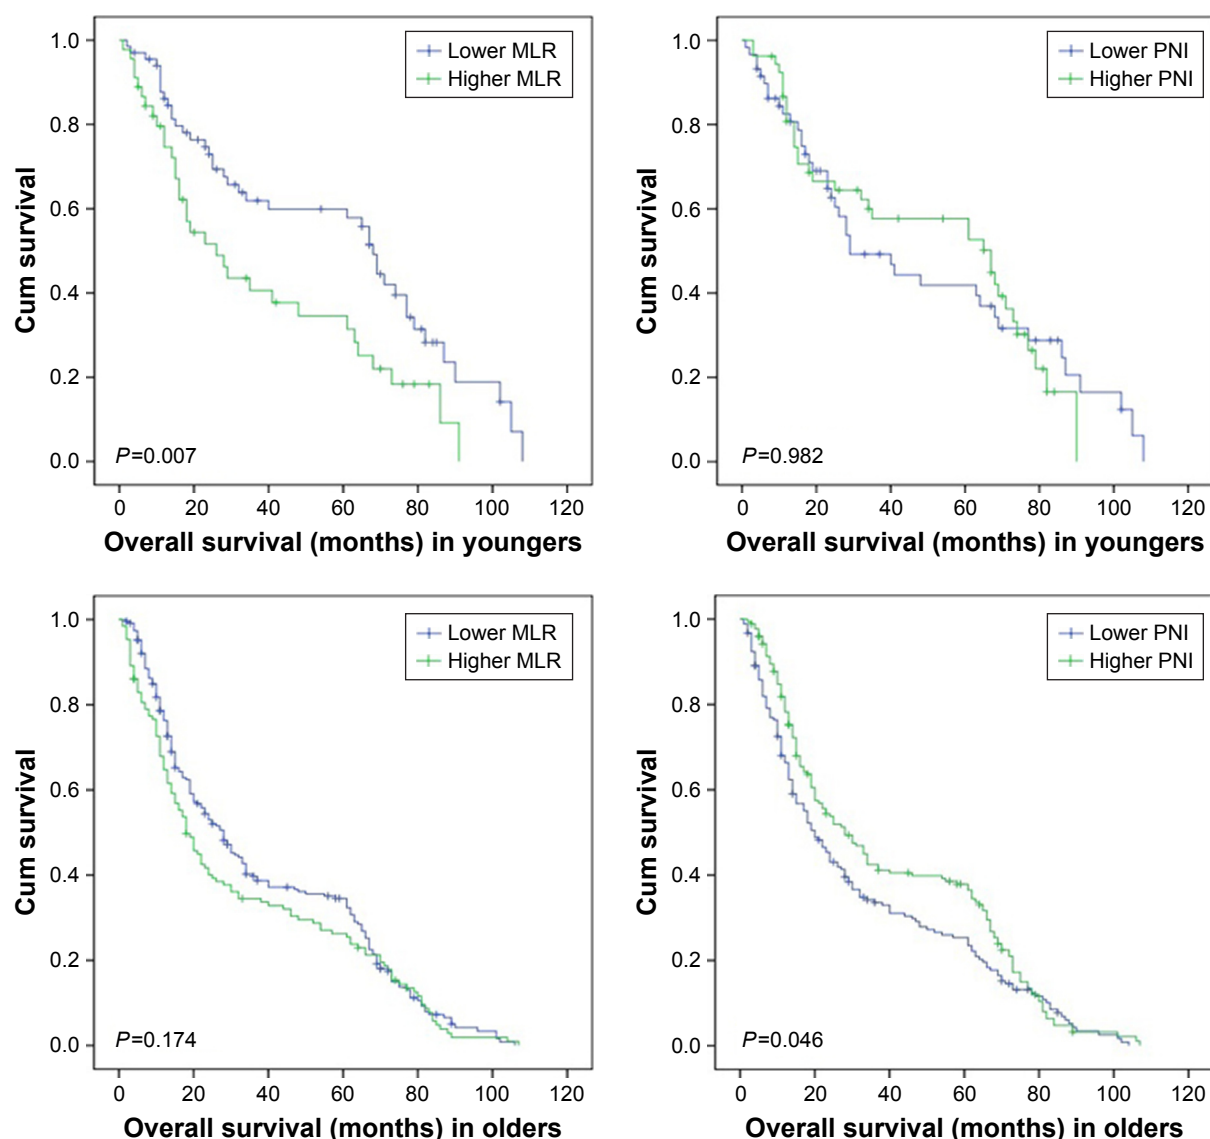 Cum survival
1.0
0.8
0.6
0.4
0.2
0.0
Lower MLR
Higher MLR
P=0.007
0 20 40 60 80 100 120
Overall survival (months) in youngers
Cum survival
1.0
0.8
0.6
0.4
0.2
0.0
Lower PNI
Higher PNI
P=0.982
0 20 40 60 80 100 120
Overall survival (months) in youngers
Cum survival
1.0
0.8
0.6
0.4
0.2
0.0
Lower MLR
Higher MLR
P=0.174
0 20 40 60 80 100 120
Overall survival (months) in olders
Cum survival
1.0
0.8
0.6
0.4
0.2
0.0
Lower PNI
Higher PNI
P=0.046
0 20 40 60 80 100 120
Overall survival (months) in olders